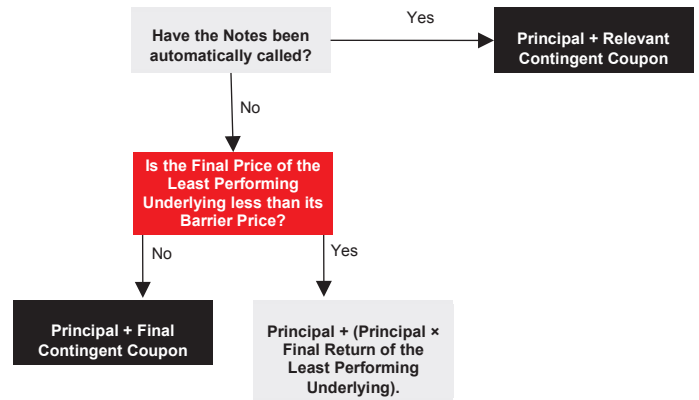 Have the Notes been
automatically called?
Yes
Principal + Relevant
Contingent Coupon
No
Is the Final Price of the
Least Performing
Underlying less than its
Barrier Price?
No
Yes
Principal + Final
Contingent Coupon
Principal + (Principal ×
Final Return of the
Least Performing
Underlying).